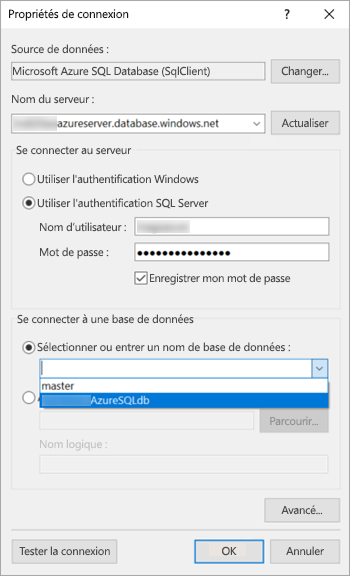 Propriétés de connexion
Source de données :
Microsoft Azure SQL Database (SqlClient)
Changer...
Nom du serveur :
azureserver.database.windows.net
Actualiser
Se connecter au serveur
Utiliser l'authentification Windows
Utiliser l'authentification SQL Server
Nom d'utilisateur :
Mot de passe : ●●●●●●●●●●●●●●●
Enregistrer mon mot de passe
Se connecter à une base de données
Sélectionner ou entrer un nom de base de données :
master
AzureSQLdb
Parcourir...
Nom logique :
Avancé...
Tester la connexion
OK
Annuler